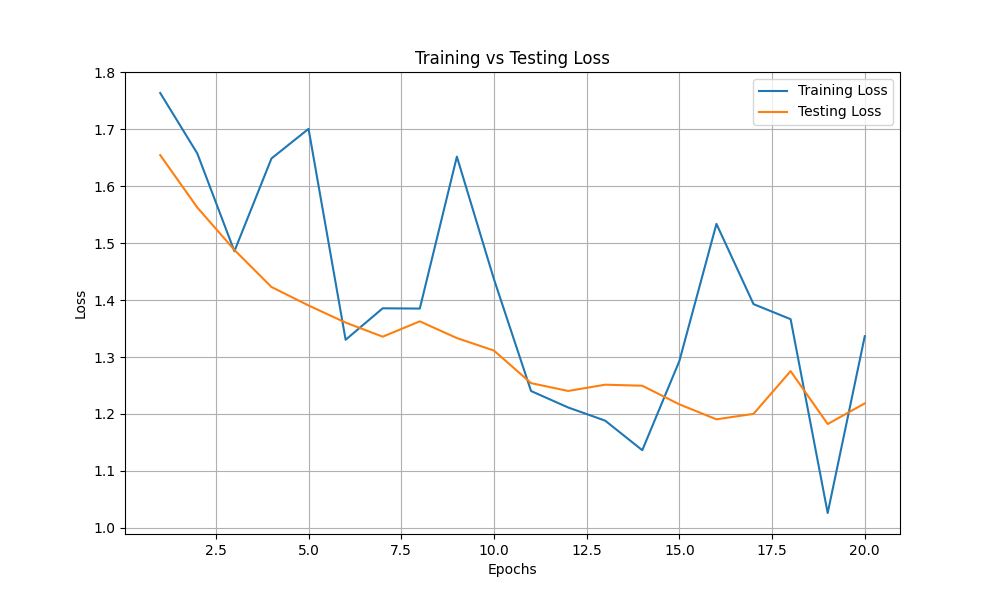 Training vs Testing Loss
Training Loss
Testing Loss
1.8
1.7
1.6
1.5
1.4
1.3
1.2
1.1
1.0
Loss
2.5 5.0 7.5 10.0 12.5 15.0 17.5 20.0
Epochs